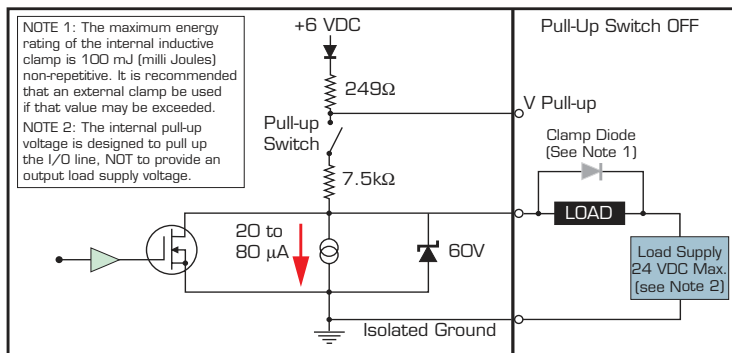 NOTE 1: The maximum energy
rating of the internal inductive
clamp is 100 mJ (milli Joules)
non-repetitive. It is recommended
that an external clamp be used
if that value may be exceeded.
NOTE 2: The internal pull-up
voltage is designed to pull up
the I/O line, NOT to provide an
output load supply voltage.
+6 VDC
249Ω
Pull-up
Switch
7.5kΩ
20 to
80 µA
60V
Isolated Ground
Pull-Up Switch OFF
V Pull-up
Clamp Diode
(See Note 1)
LOAD
Load Supply
24 VDC Max.
(see Note 2)